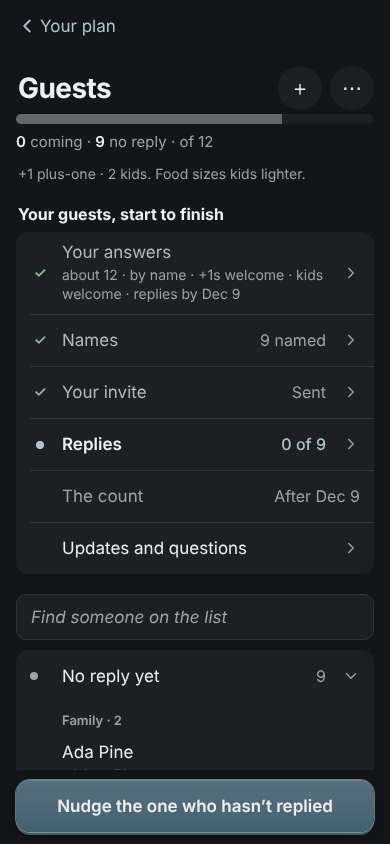 Your plan
Guests
0 coming · 9 no reply · of 12
+1 plus-one · 2 kids. Food sizes kids lighter.
Your guests, start to finish
Your answers
about 12 · by name · +1s welcome · kids
welcome · replies by Dec 9
Names 9 named
Your invite Sent
Replies 0 of 9
The count After Dec 9
Updates and questions
Find someone on the list
No reply yet 9
Family · 2
Ada Pine
Nudge the one who hasn’t replied